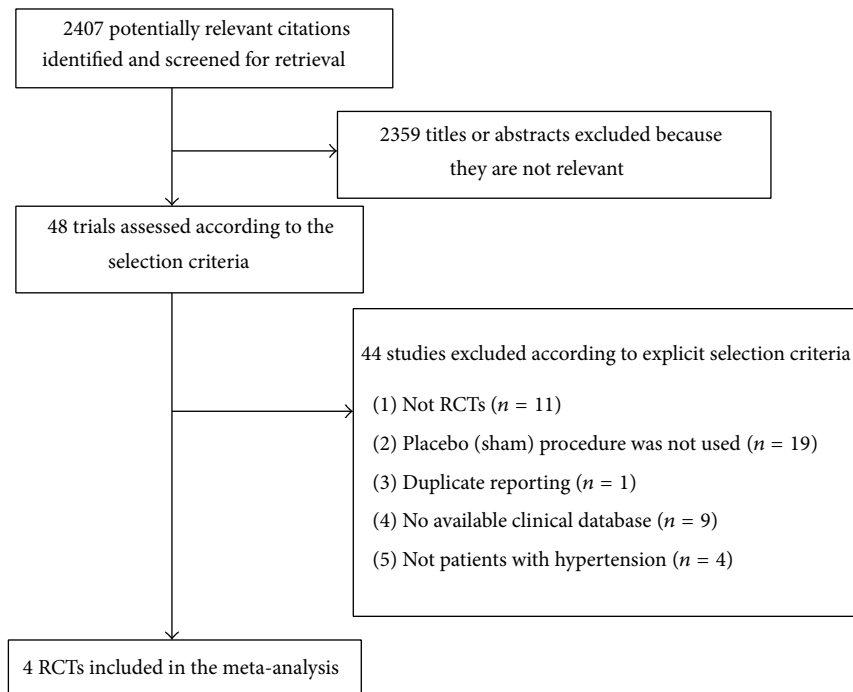 2407 potentially relevant citations
identified and screened for retrieval
2359 titles or abstracts excluded because
they are not relevant
48 trials assessed according to the
selection criteria
44 studies excluded according to explicit selection criteria
(1) Not RCTs (n = 11)
(2) Placebo (sham) procedure was not used (n = 19)
(3) Duplicate reporting (n = 1)
(4) No available clinical database (n = 9)
(5) Not patients with hypertension (n = 4)
4 RCTs included in the meta-analysis